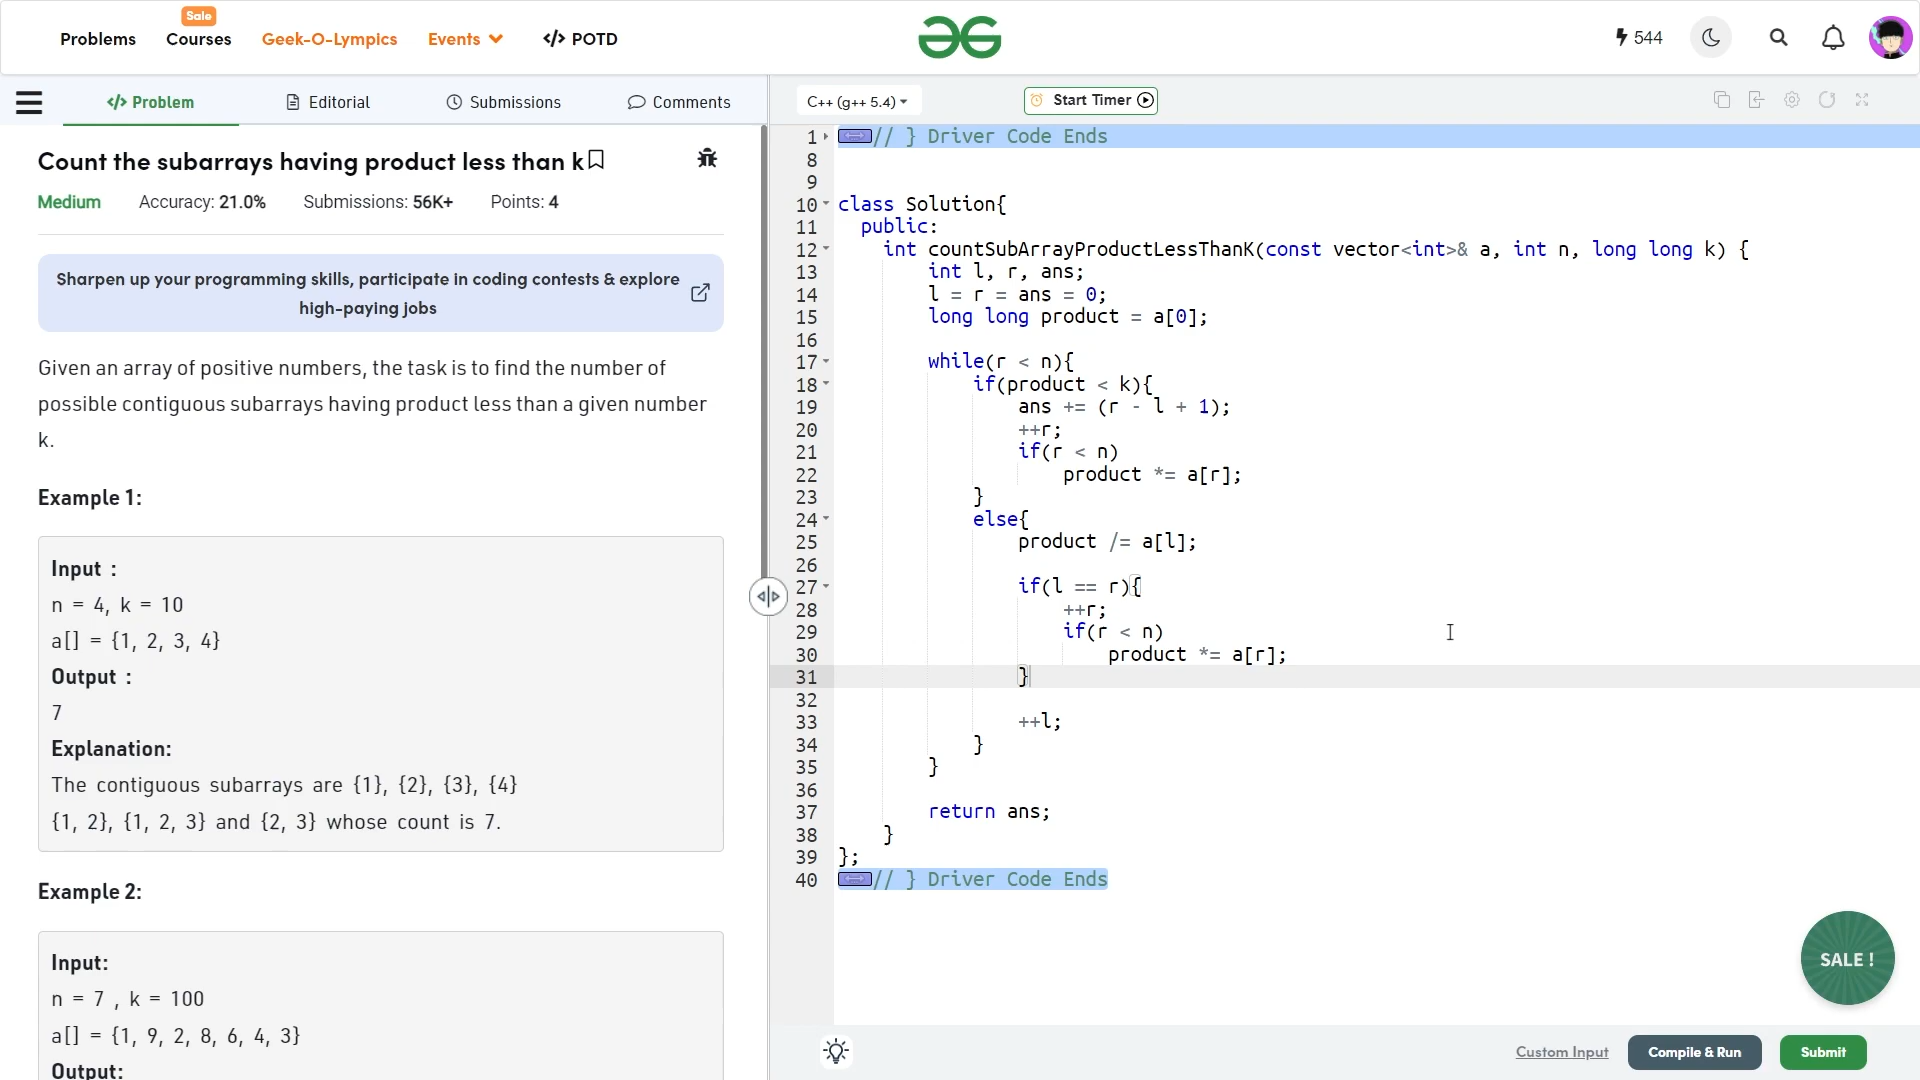 Sale
Problems Courses Geek-O-Lympics Events </> POTD
544
</> Problem Editorial Submissions Comments
Count the subarrays having product less than k
Medium Accuracy: 21.0% Submissions: 56K+ Points: 4
Sharpen up your programming skills, participate in coding contests & explore
high-paying jobs
Given an array of positive numbers, the task is to find the number of
possible contiguous subarrays having product less than a given number
k.
Example 1:
Input :
n = 4, k = 10
a[] = {1, 2, 3, 4}
Output :
7
Explanation:
The contiguous subarrays are {1}, {2}, {3}, {4}
{1, 2}, {1, 2, 3} and {2, 3} whose count is 7.
Example 2:
Input:
n = 7 , k = 100
a[] = {1, 9, 2, 8, 6, 4, 3}
Output:
C++ (g++ 5.4) Start Timer
1 // } Driver Code Ends
8
9
10 class Solution{
11 public:
12 int countSubArrayProductLessThanK(const vector<int>& a, int n, long long k) {
13 int l, r, ans;
14 l = r = ans = 0;
15 long long product = a[0];
16
17 while(r < n){
18 if(product < k){
19 ans += (r - l + 1);
20 ++r;
21 if(r < n)
22 product *= a[r];
23 }
24 else{
25 product /= a[l];
26
27 if(l == r){
28 ++r;
29 if(r < n)
30 product *= a[r];
31 }
32
33 ++l;
34 }
35 }
36
37 return ans;
38 }
39 };
40 // } Driver Code Ends
SALE !
Custom Input Compile & Run Submit